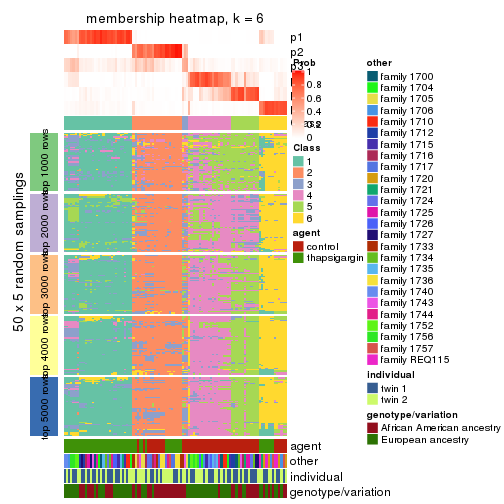 membership heatmap, k = 6
p1
p2
Prob
1
0.8
0.6
0.4
0.2
0
Class
1
2
3
4
5
6
agent
control
thapsigargin
other
family 1700
family 1704
family 1705
family 1706
family 1710
family 1712
family 1715
family 1716
family 1717
family 1720
family 1721
family 1724
family 1725
family 1726
family 1727
family 1733
family 6734
family 1735
family 1736
family 1740
family 1743
family 1744
family 1752
family 1756
family 1757
family REQ115
individual
twin 1
twin 2
genotype/variation
African American ancestry
European ancestry
50 x 5 random samplings
top 1000 rows
top 2000 rows
top 3000 rows
top 4000 rows
top 5000 rows
agent
other
individual
genotype/variation